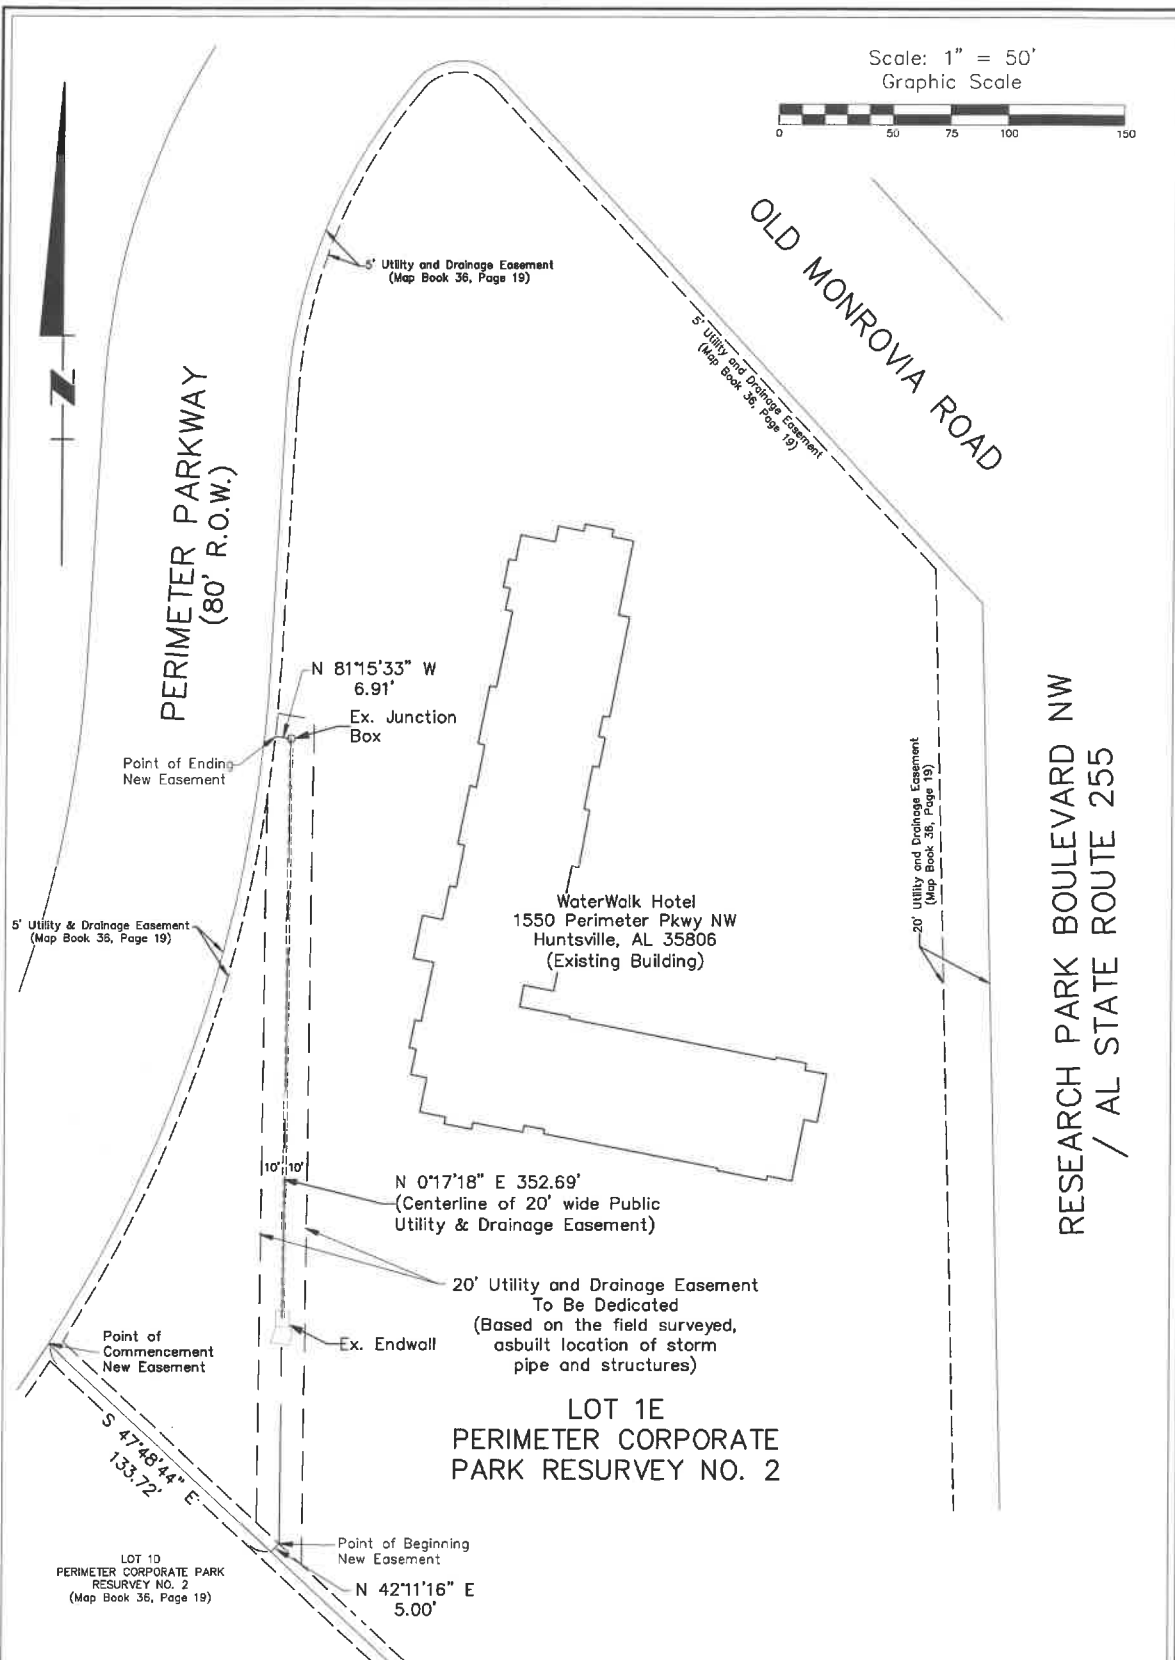 Scale: 1" = 50'
Graphic Scale
0 50 75 100 150
OLD MONROVIA ROAD
5' Utility and Drainage Easement
(Map Book 36, Page 19)
5' Utility and Drainage Easement
(Map Book 36, Page 19)
N
PERIMETER PARKWAY
(80' R.O.W.)
N 81°15'33" W
6.91'
Ex. Junction
Box
Point of Ending
New Easement
5' Utility & Drainage Easement
(Map Book 36, Page 19)
WaterWalk Hotel
1550 Perimeter Pkwy NW
Huntsville, AL 35806
(Existing Building)
20' Utility and Drainage Easement
(Map Book 36, Page 19)
RESEARCH PARK BOULEVARD NW
/ AL STATE ROUTE 255
10' 10'
N 0°17'18" E 352.69'
(Centerline of 20' wide Public
Utility & Drainage Easement)
20' Utility and Drainage Easement
To Be Dedicated
(Based on the field surveyed,
asbuilt location of storm
pipe and structures)
Ex. Endwall
Point of
Commencement
New Easement
LOT 1E
PERIMETER CORPORATE
PARK RESURVEY NO. 2
S 47°48'44" E
133.72'
Point of Beginning
New Easement
N 42°11'16" E
5.00'
LOT 1D
PERIMETER CORPORATE PARK
RESURVEY NO. 2
(Map Book 36, Page 19)